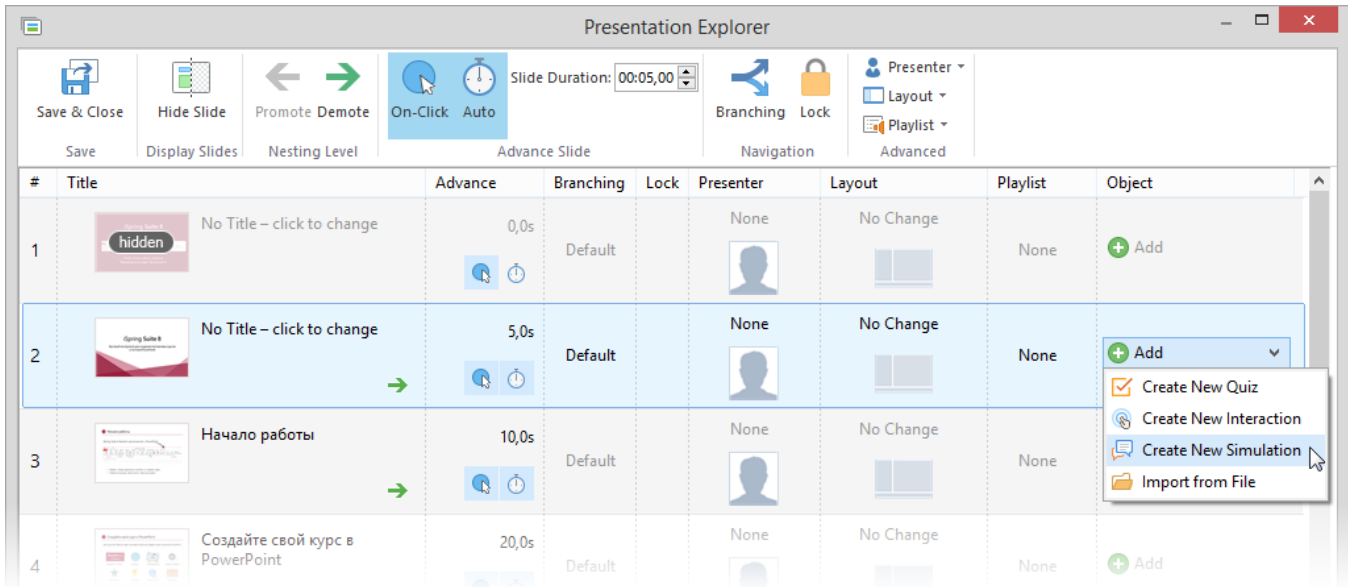 Presentation Explorer
Save & Close
Hide Slide
Promote Demote
On-Click Auto
Slide Duration: 00:05,00
Branching Lock
Presenter
Layout
Playlist
Save
Display Slides
Nesting Level
Advance Slide
Navigation
Advanced
# Title Advance Branching Lock Presenter Layout Playlist Object
1
hidden
No Title – click to change
0,0s
Default
None
No Change
None
Add
2
iSpring Suite 8
No Title – click to change
5,0s
Default
None
No Change
None
Add
Create New Quiz
Create New Interaction
Create New Simulation
Import from File
3
Начало работы
10,0s
Default
None
No Change
None
4
Создайте свой курс в
PowerPoint
20,0s
Default
None
No Change
None
Add